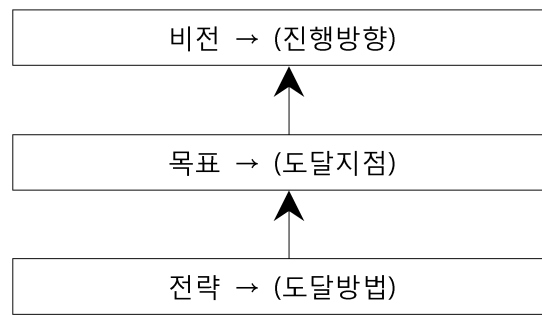 비전 → (진행방향)
목표 → (도달지점)
전략 → (도달방법)